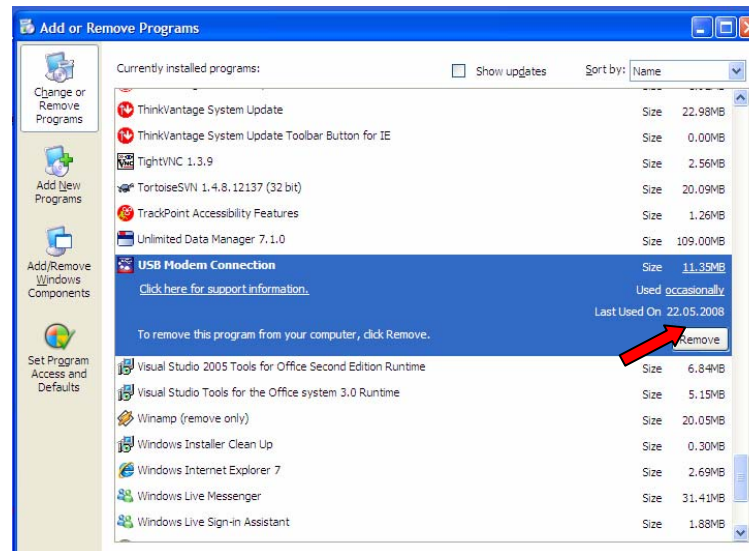 Add or Remove Programs
Change or
Remove
Programs
Add New
Programs
Add/Remove
Windows
Components
Set Program
Access and
Defaults
Currently installed programs:
Show updates
Sort by: Name
ThinkVantage System Update Size 22.98MB
ThinkVantage System Update Toolbar Button for IE Size 0.00MB
TightVNC 1.3.9 Size 2.56MB
TortoiseSVN 1.4.8.12137 (32 bit) Size 20.09MB
TrackPoint Accessibility Features Size 1.26MB
Unlimited Data Manager 7.1.0 Size 109.00MB
USB Modem Connection Size 11.35MB
Click here for support information. Used occasionally
Last Used On 22.05.2008
To remove this program from your computer, click Remove. Remove
Visual Studio 2005 Tools for Office Second Edition Runtime Size 6.84MB
Visual Studio Tools for the Office system 3.0 Runtime Size 5.15MB
Winamp (remove only) Size 20.05MB
Windows Installer Clean Up Size 0.30MB
Windows Internet Explorer 7 Size 2.69MB
Windows Live Messenger Size 31.41MB
Windows Live Sign-in Assistant Size 1.88MB